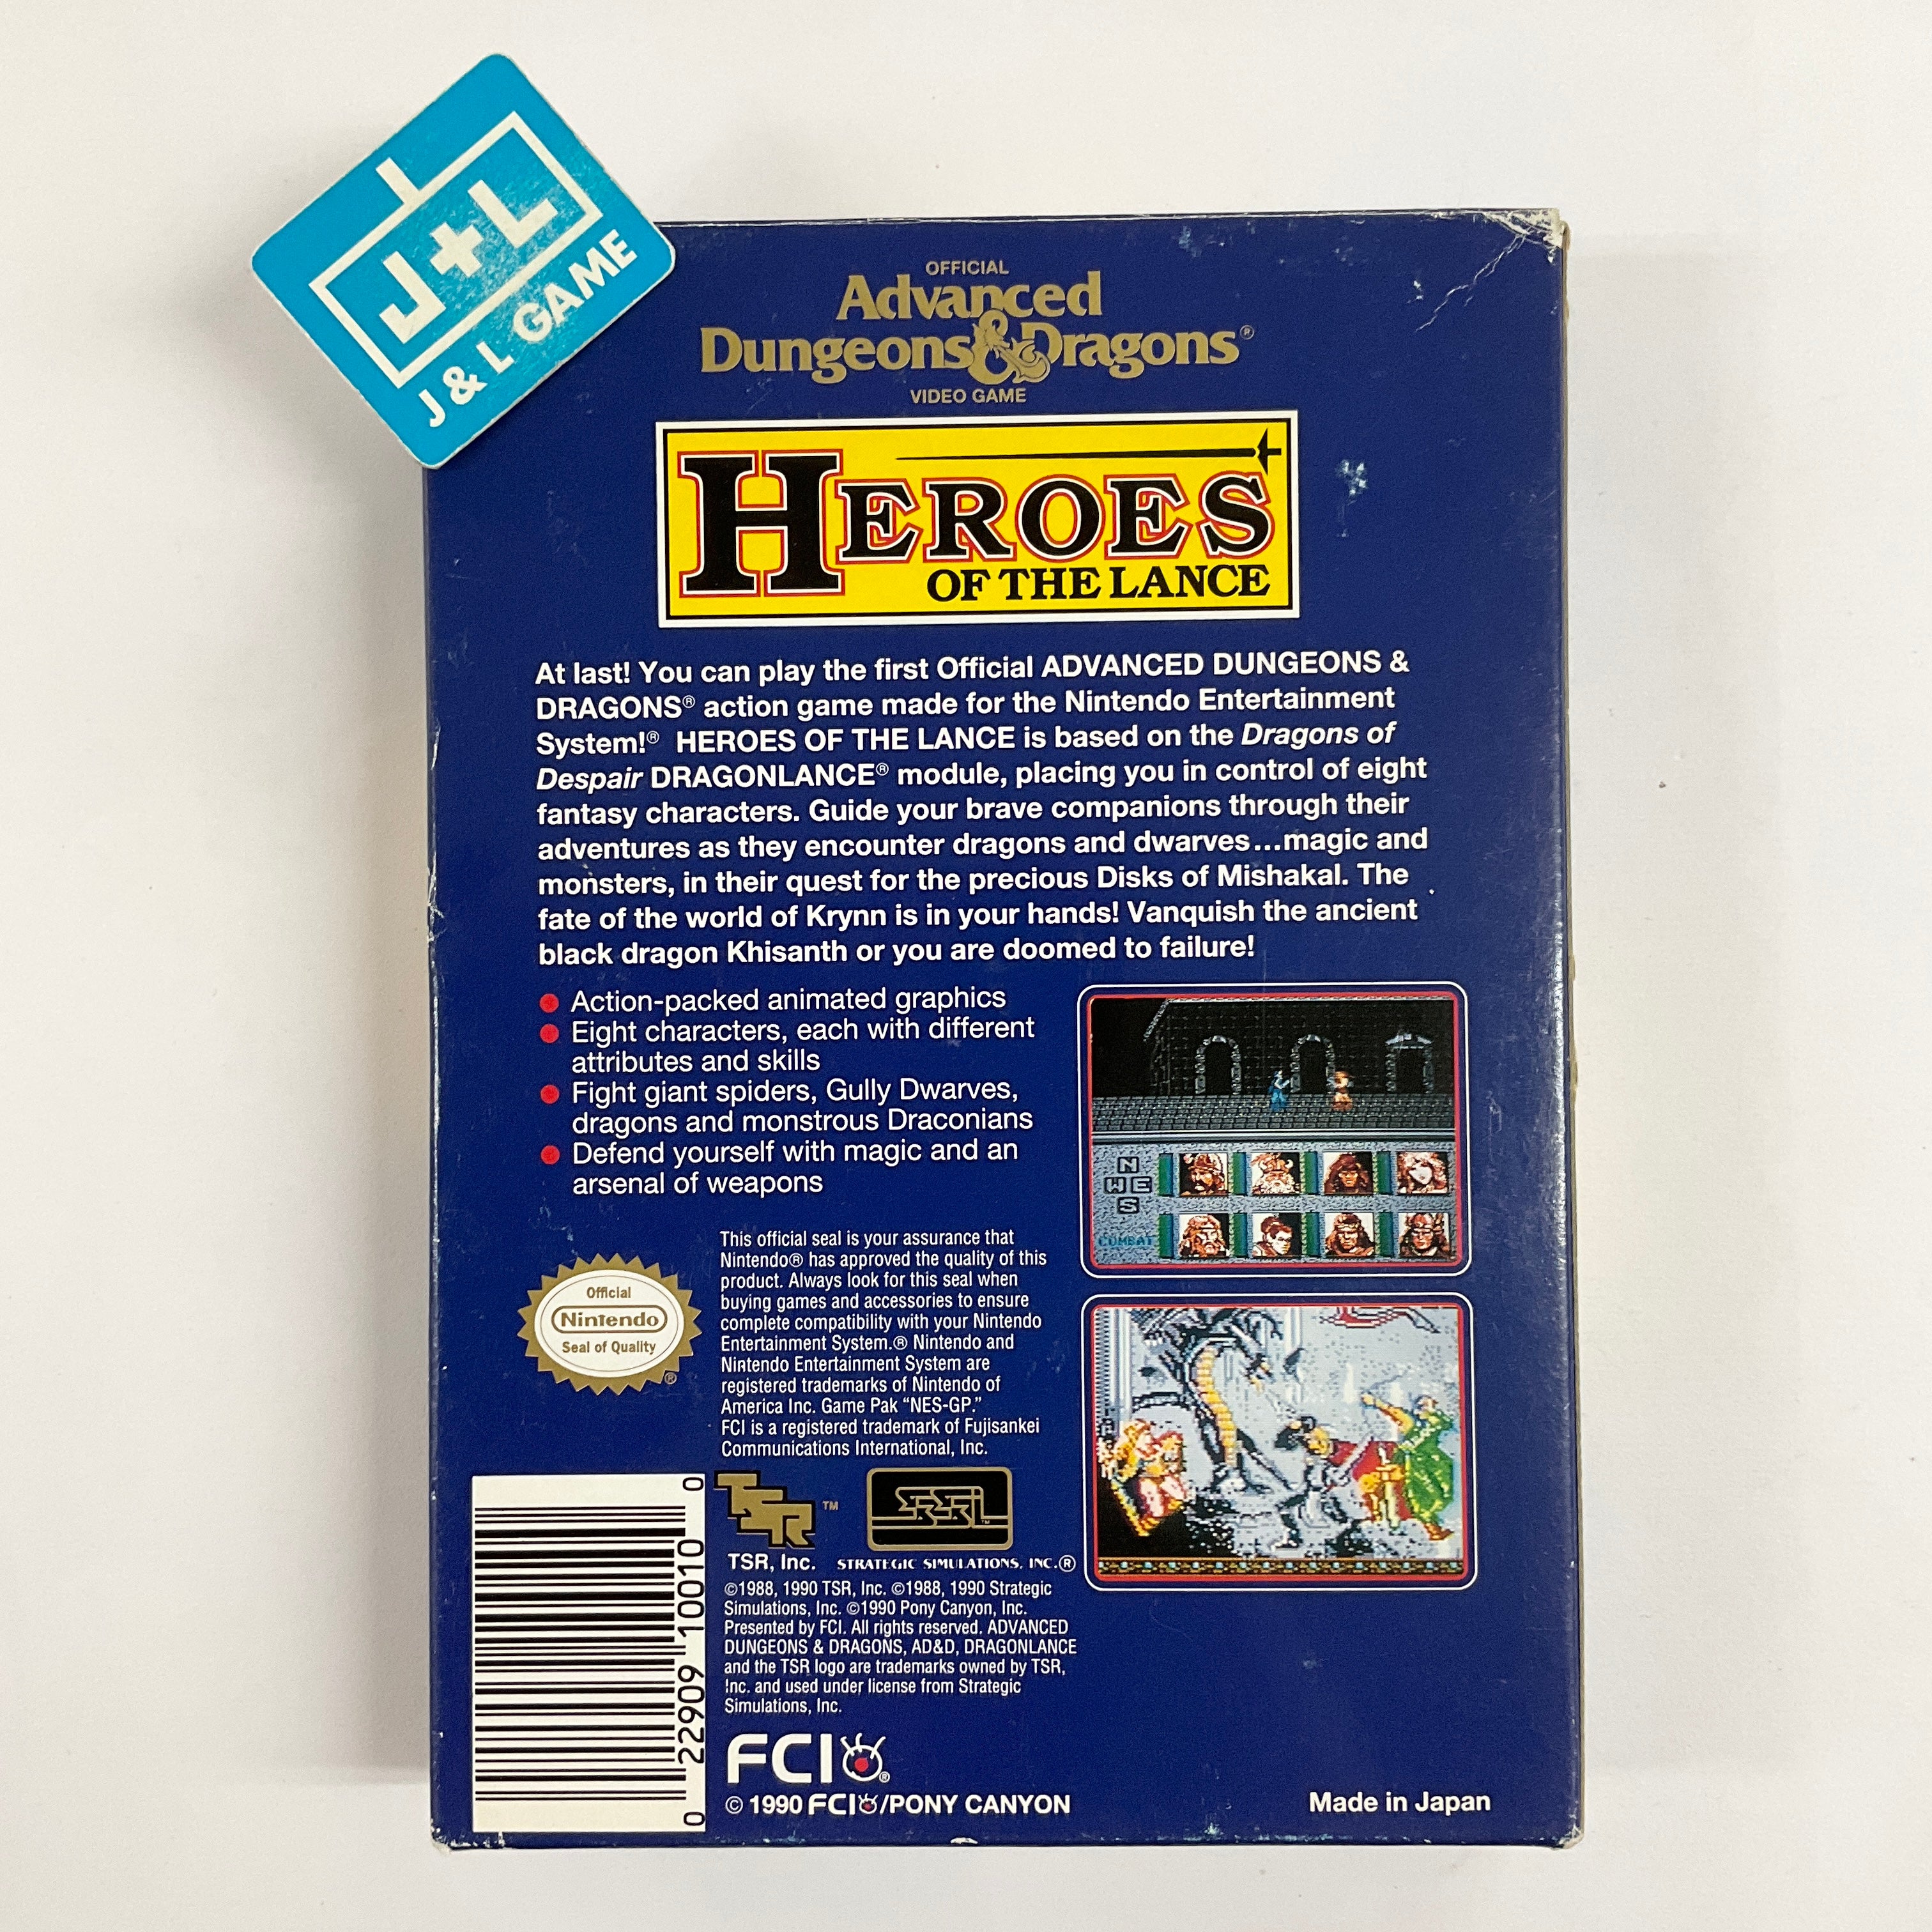 J+L
J & L GAME
OFFICIAL
Advanced
Dungeons & Dragons®
VIDEO GAME
HEROES
OF THE LANCE
At last! You can play the first Official ADVANCED DUNGEONS &
DRAGONS® action game made for the Nintendo Entertainment
System!® HEROES OF THE LANCE is based on the Dragons of
Despair DRAGONLANCE® module, placing you in control of eight
fantasy characters. Guide your brave companions through their
adventures as they encounter dragons and dwarves...magic and
monsters, in their quest for the precious Disks of Mishakal. The
fate of the world of Krynn is in your hands! Vanquish the ancient
black dragon Khisanth or you are doomed to failure!
Action-packed animated graphics
Eight characters, each with different
attributes and skills
Fight giant spiders, Gully Dwarves,
dragons and monstrous Draconians
Defend yourself with magic and an
arsenal of weapons
N
W E
S
COMBAT
Official
Nintendo
Seal of Quality
®
This official seal is your assurance that
Nintendo® has approved the quality of this
product. Always look for this seal when
buying games and accessories to ensure
complete compatibility with your Nintendo
Entertainment System.® Nintendo and
Nintendo Entertainment System are
registered trademarks of Nintendo of
America Inc. Game Pak “NES-GP.”
FCI is a registered trademark of Fujisankei
Communications International, Inc.
TSR™
SSI™
TSR, Inc. STRATEGIC SIMULATIONS, INC.®
©1988, 1990 TSR, Inc. ©1988, 1990 Strategic
Simulations, Inc. ©1990 Pony Canyon, Inc.
Presented by FCI. All rights reserved. ADVANCED
DUNGEONS & DRAGONS, AD&D, DRAGONLANCE
and the TSR logo are trademarks owned by TSR,
Inc. and used under license from Strategic
Simulations, Inc.
0 22909 10010 0
FCI®
© 1990 FCI/PONY CANYON
Made in Japan